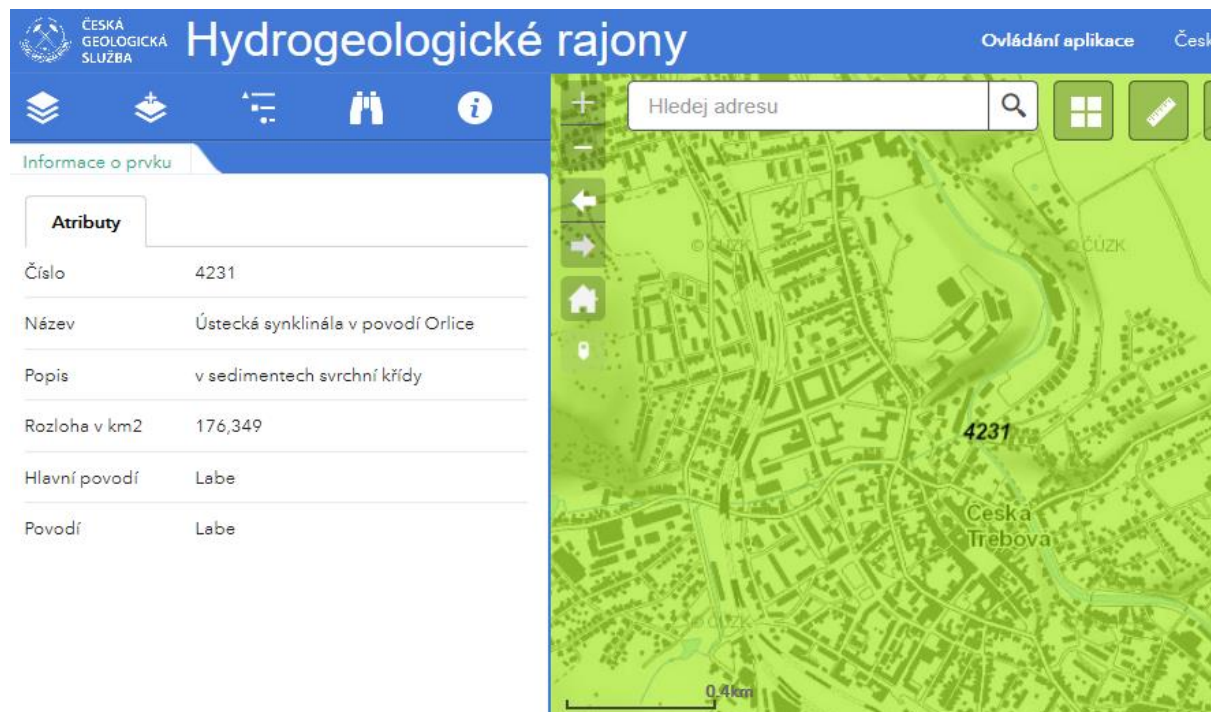 ČESKÁ
GEOLOGICKÁ
SLUŽBA
Hydrogeologické rajony
Ovládání aplikace
Česk
Hledej adresu
Informace o prvku
Atributy
Číslo 4231
Název Ústecká synklinála v povodí Orlice
Popis v sedimentech svrchní křídy
Rozloha v km2 176,349
Hlavní povodí Labe
Povodí Labe
© ČÚZK
© ČÚZK
4231
Česká
Třebová
© ČÚZK
0,4km